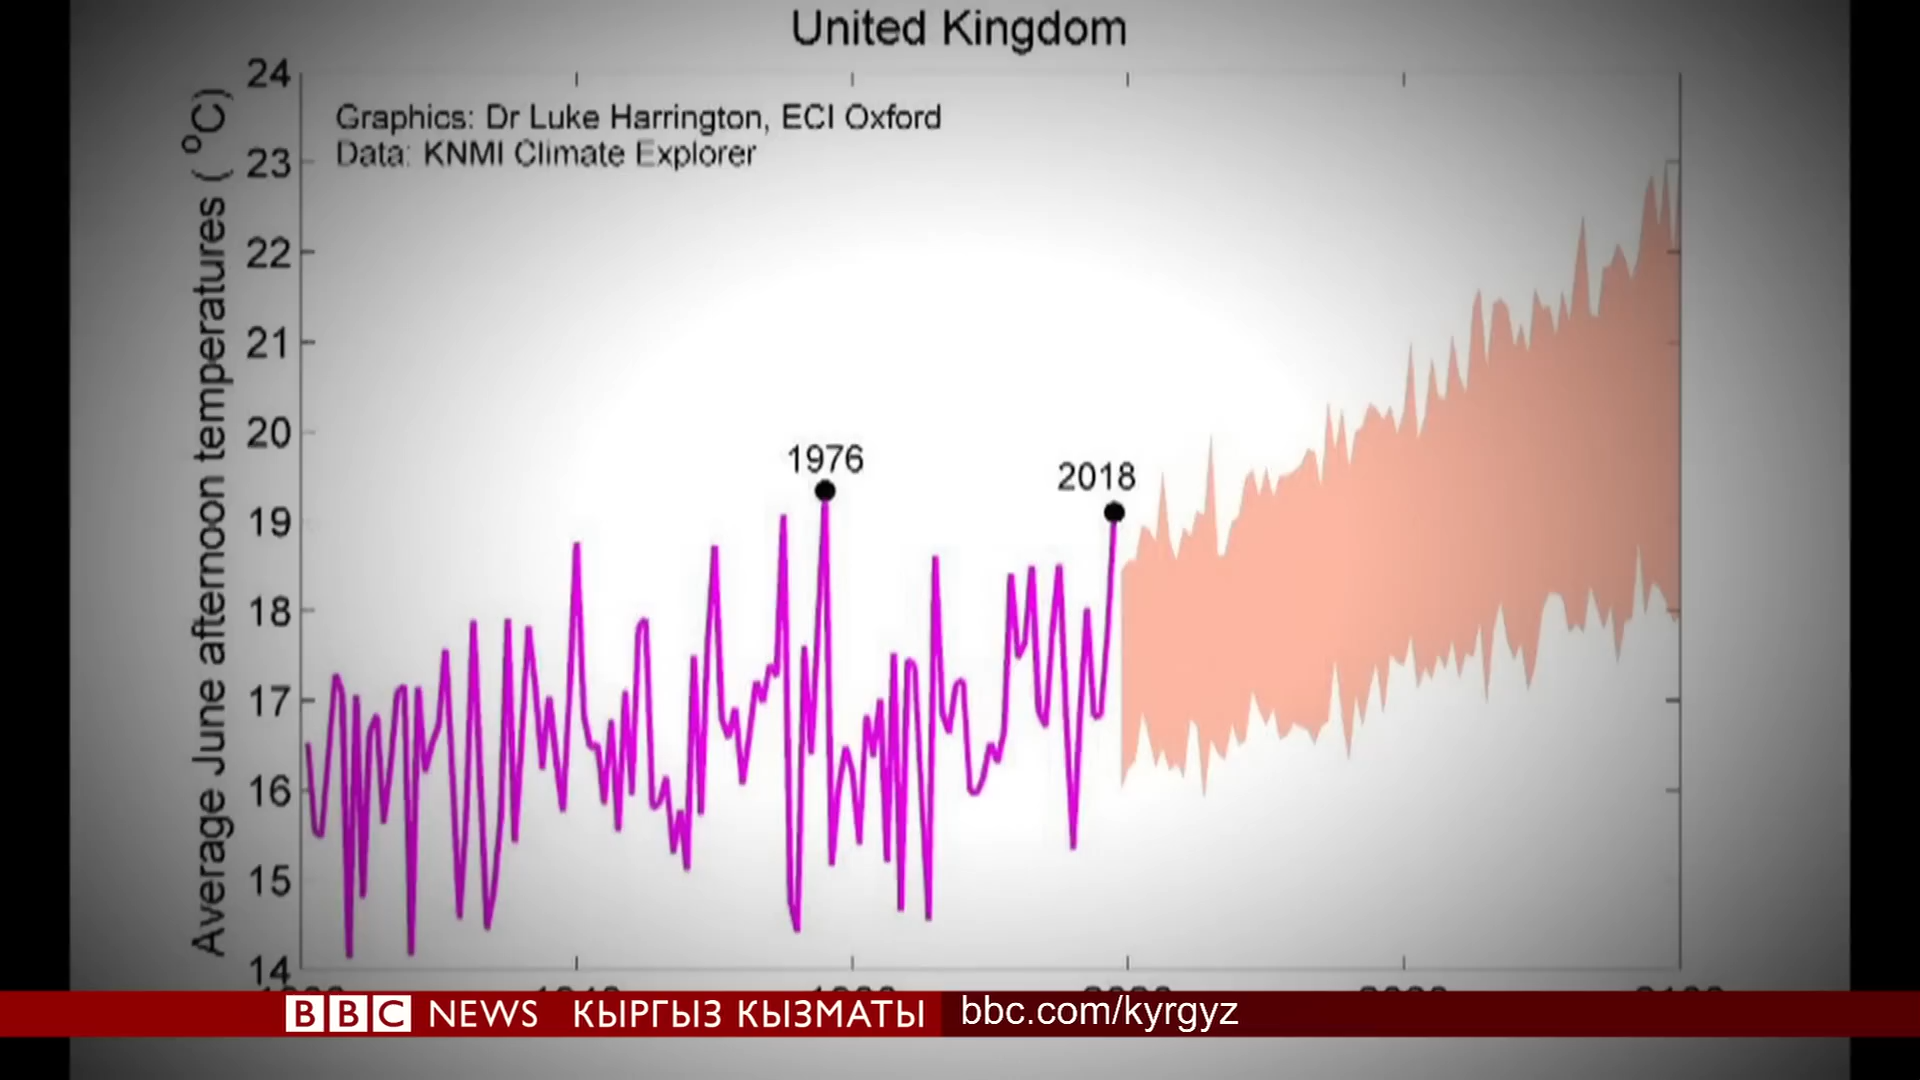 United Kingdom
Graphics: Dr Luke Harrington, ECI Oxford
Data: KNMI Climate Explorer
Average June afternoon temperatures (°C)
24
23
22
21
20
19
18
17
16
15
14
1976
2018
BBC NEWS КЫРГЫЗ КЫЗМАТЫ bbc.com/kyrgyz